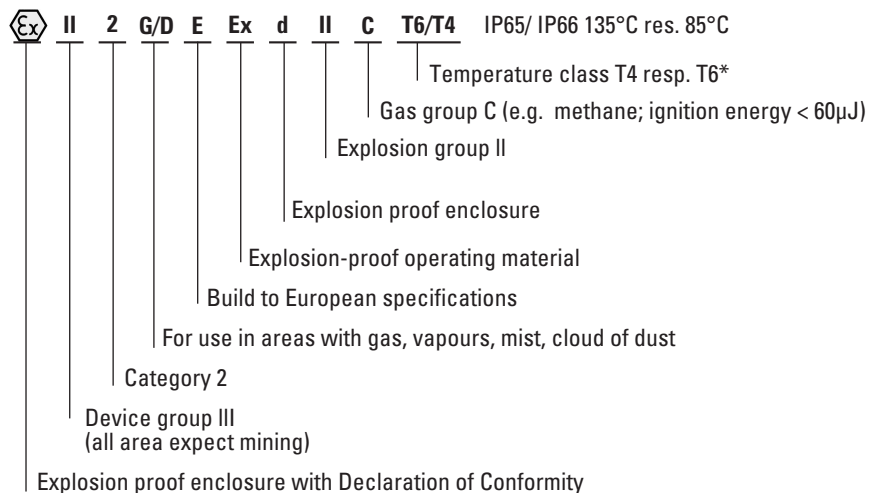 Ex II 2 G/D E Ex d II C T6/T4 IP65/ IP66 135°C res. 85°C
Temperature class T4 resp. T6*
Gas group C (e.g. methane; ignition energy < 60µJ)
Explosion group II
Explosion proof enclosure
Explosion-proof operating material
Build to European specifications
For use in areas with gas, vapours, mist, cloud of dust
Category 2
Device group III
(all area expect mining)
Explosion proof enclosure with Declaration of Conformity